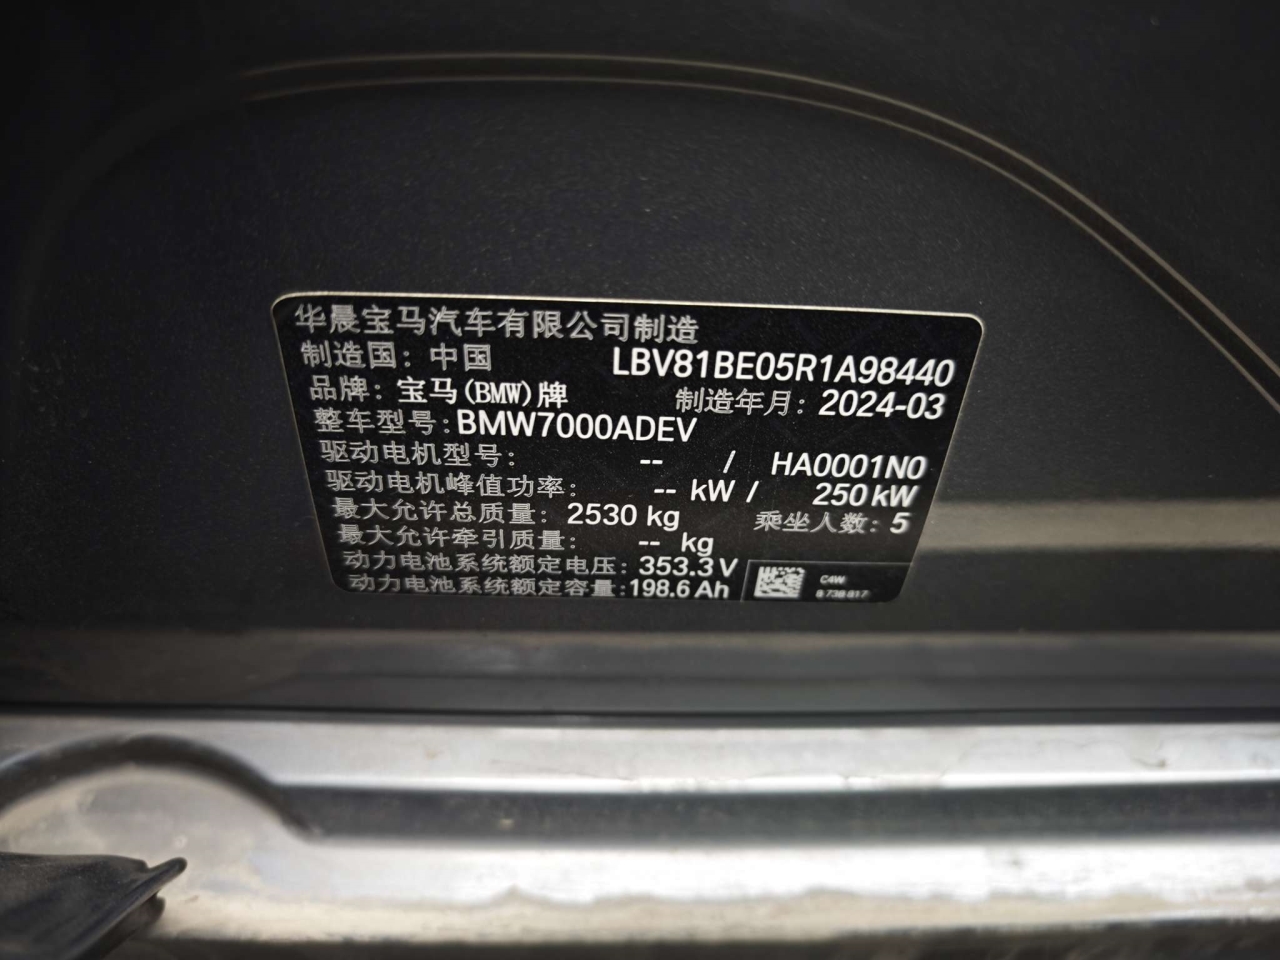 华晨宝马汽车有限公司制造
制造国：中国 LBV81BE05R1A98440
品牌：宝马(BMW)牌 制造年月：2024-03
整车型号:BMW7000ADEV
驱动电机型号： -- / HA0001N0
驱动电机峰值功率： -- kW / 250 kW
最大允许总质量：2530 kg 乘坐人数：5
最大允许牵引质量： -- kg
动力电池系统额定电压：353.3 V
动力电池系统额定容量:198.6 Ah
C4W